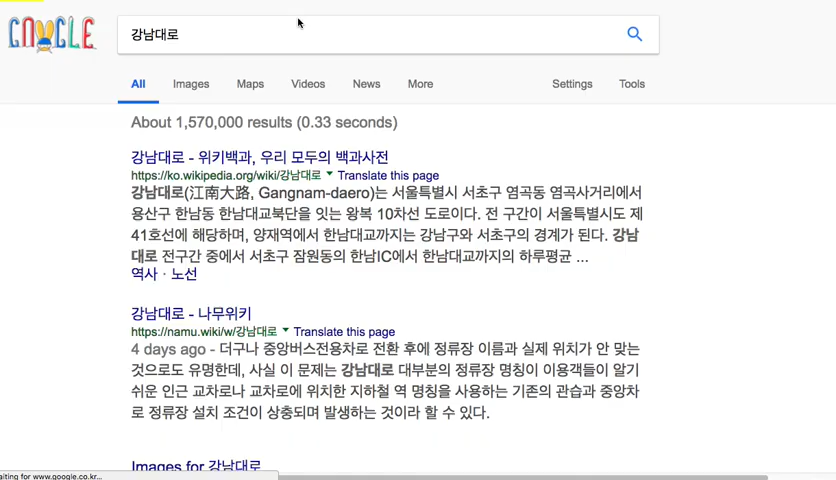 강남대로
All Images Maps Videos News More Settings Tools
About 1,570,000 results (0.33 seconds)
강남대로 - 위키백과, 우리 모두의 백과사전
https://ko.wikipedia.org/wiki/강남대로 ▼ Translate this page
강남대로(江南大路, Gangnam-daero)는 서울특별시 서초구 염곡동 염곡사거리에서
용산구 한남동 한남대교북단을 잇는 왕복 10차선 도로이다. 전 구간이 서울특별시도 제
41호선에 해당하며, 양재역에서 한남대교까지는 강남구와 서초구의 경계가 된다. 강남
대로 전구간 중에서 서초구 잠원동의 한남IC에서 한남대교까지의 하루평균 ...
역사 · 노선
강남대로 - 나무위키
https://namu.wiki/w/강남대로 ▼ Translate this page
4 days ago - 더구나 중앙버스전용차로 전환 후에 정류장 이름과 실제 위치가 안 맞는
것으로도 유명한데, 사실 이 문제는 강남대로 대부분의 정류장 명칭이 이용객들이 알기
쉬운 인근 교차로나 교차로에 위치한 지하철 역 명칭을 사용하는 기존의 관습과 중앙차
로 정류장 설치 조건이 상충되며 발생하는 것이라 할 수 있다.
Images for 강남대로
aiting for www.google.co.kr...